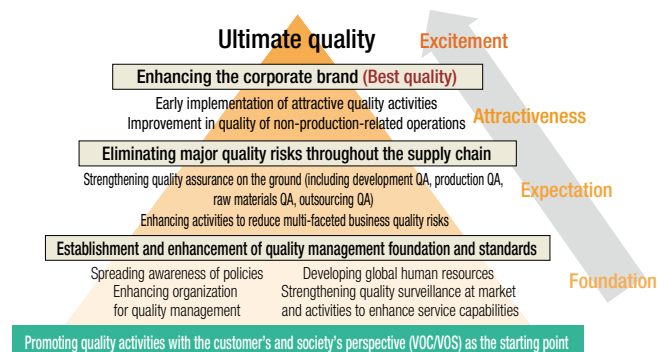 Ultimate quality
Excitement
Enhancing the corporate brand (Best quality)
Early implementation of attractive quality activities
Improvement in quality of non-production-related operations
Attractiveness
Eliminating major quality risks throughout the supply chain
Strengthening quality assurance on the ground (including development QA, production QA,
raw materials QA, outsourcing QA)
Enhancing activities to reduce multi-faceted business quality risks
Expectation
Establishment and enhancement of quality management foundation and standards
Spreading awareness of policies
Enhancing organization
for quality management
Developing global human resources
Strengthening quality surveillance at market
and activities to enhance service capabilities
Foundation
Promoting quality activities with the customer's and society's perspective (VOC/VOS) as the starting point